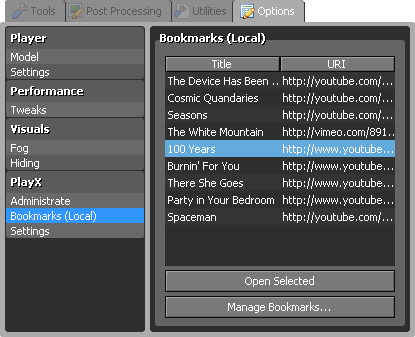 Tools Post Processing Utilities Options
Player
Model
Settings
Performance
Tweaks
Visuals
Fog
Hiding
PlayX
Administrate
Bookmarks (Local)
Settings
Bookmarks (Local)
Title URI
The Device Has Been ... http://youtube.com/...
Cosmic Quandaries http://youtube.com/...
Seasons http://youtube.com/...
The White Mountain http://vimeo.com/891...
100 Years http://www.youtube...
Burnin' For You http://www.youtube...
There She Goes http://www.youtube...
Party in Your Bedroom http://www.youtube...
Spaceman http://youtube.com/...
Open Selected
Manage Bookmarks...